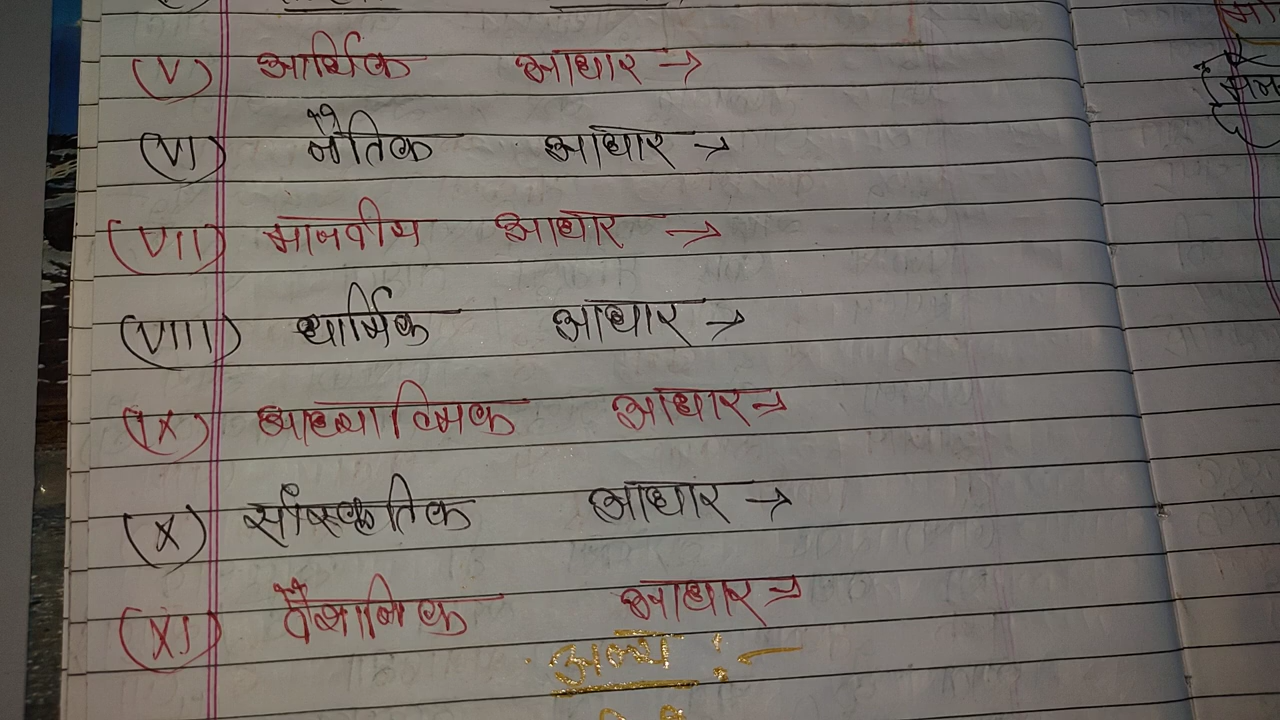 (V) आर्थिक आधार →
(VI) नैतिक आधार →
(VII) मानवीय आधार →
(VIII) धार्मिक आधार →
(IX) आध्यात्मिक आधार →
(X) सांस्कृतिक आधार →
(XI) वैज्ञानिक आधार →
अन्य :-